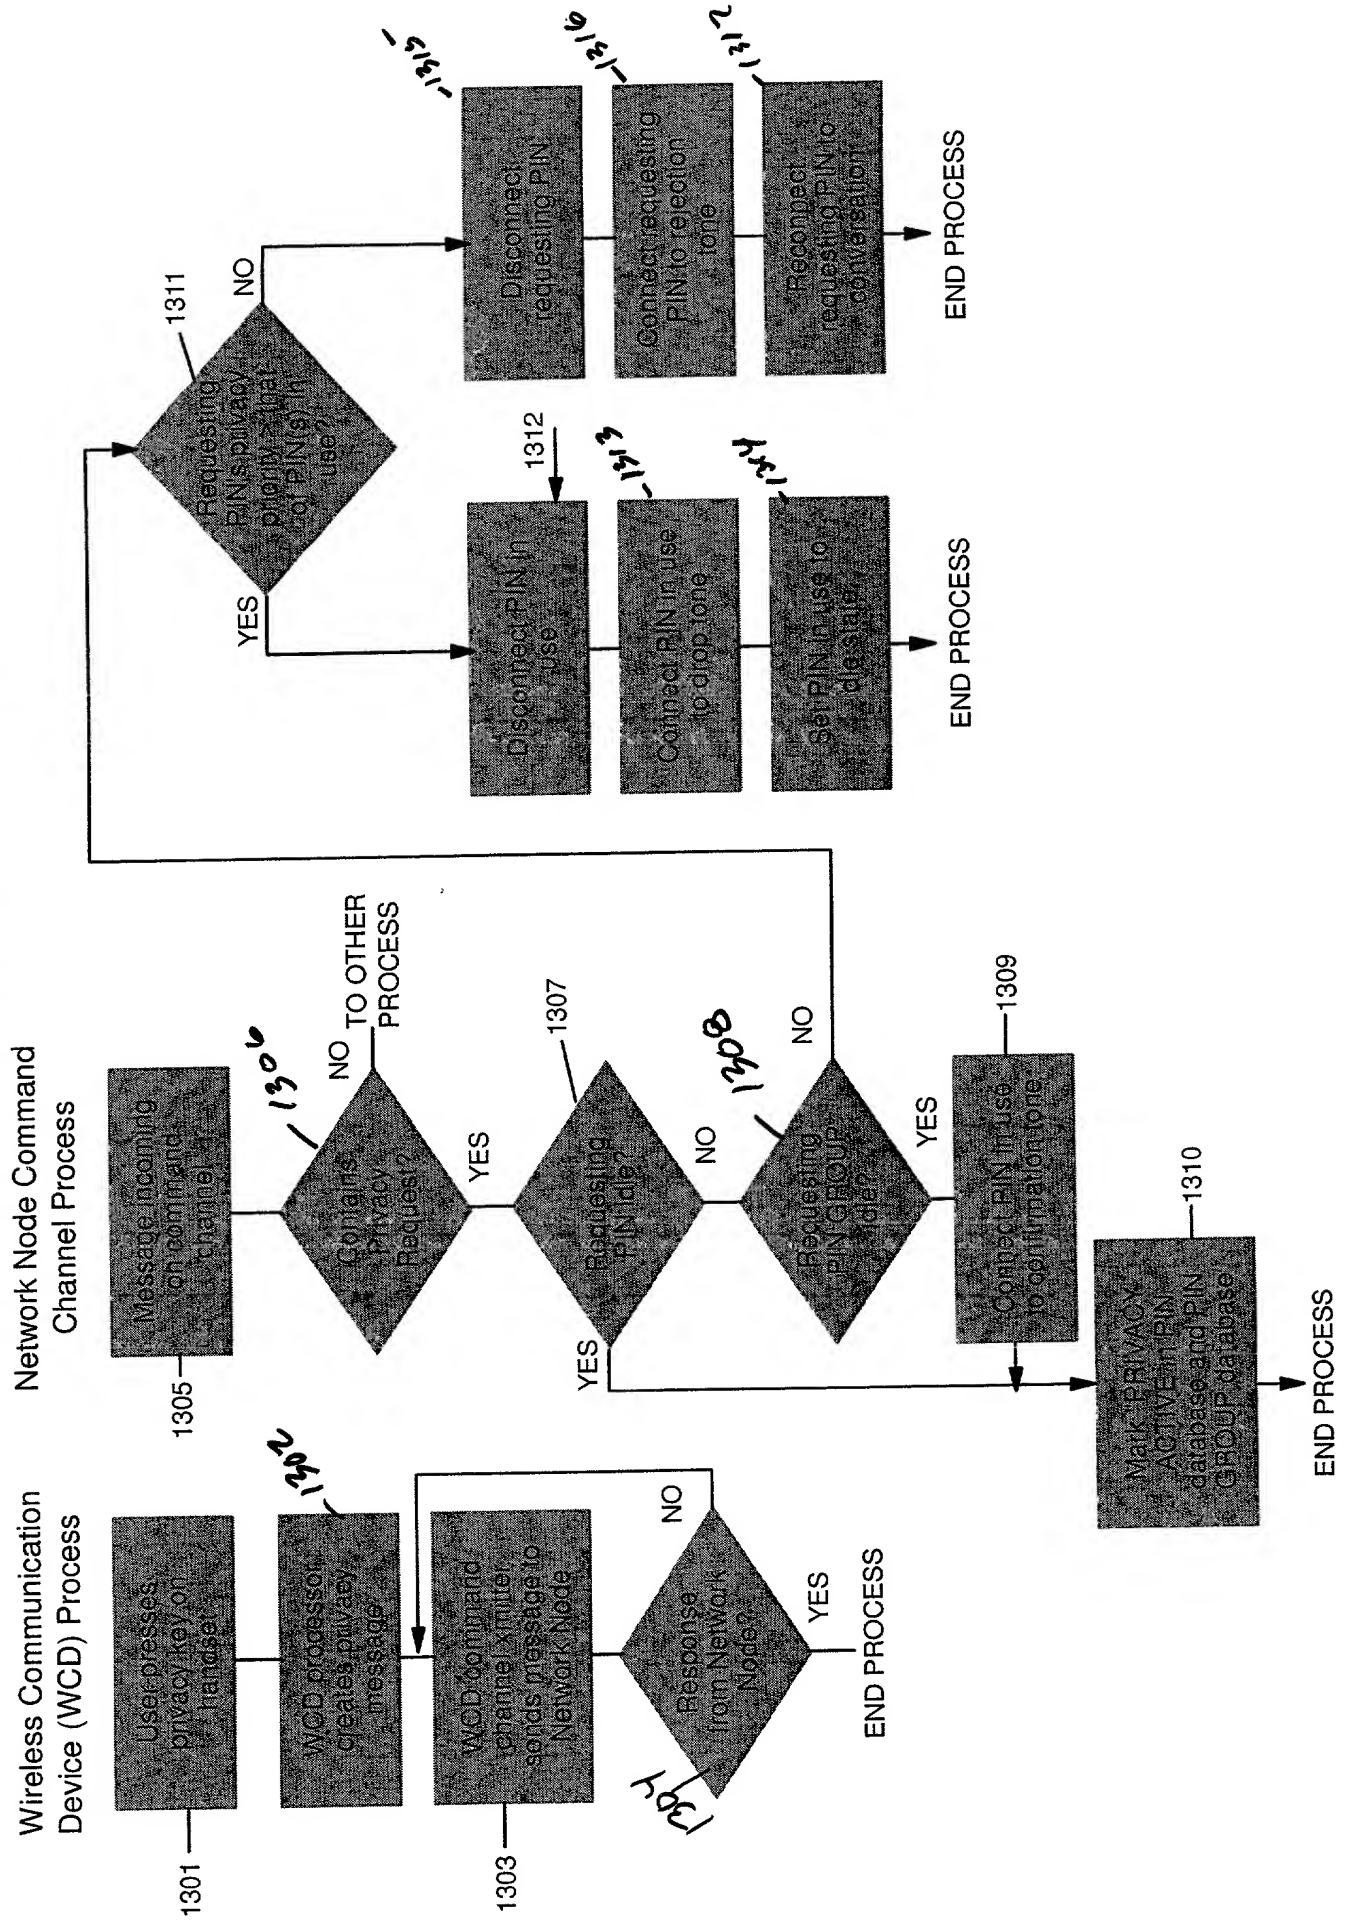 Wireless Communication
Device (WCD) Process
1301
User presses
privacy key on
handset
1302
WCD processor
creates privacy
message
1303
WCD command
channel xmitter
sonds message to
Network Node
1304
Response
from Network
Node?
NO
YES
END PROCESS
Network Node Command
Channel Process
1305
Message incoming
on command
channel
1306
Contains
Privacy
Request?
NO
TO OTHER
PROCESS
YES
1307
Requesting
PIN Idle?
YES
NO
1308
Requesting
PIN GROUP
Idle?
NO
YES
1309
Connect PIN in use
to confirmation tone
1310
Mark "PRIVACY
ACTIVE in PIN
database and PIN
GROUP database
END PROCESS
1311
Requesting
PIN's privacy
priority > that
of PIN(s) in
use?
YES
NO
1312
Disconnect PIN in
use
1313
Connect PIN in use
to drop tone
Set PIN in use to
idle state
END PROCESS
1315
Disconnect
requesting PIN
1316
Connect requesting
PIN to rejection
tone
Reconnect
requesting PIN to
conversation
END PROCESS